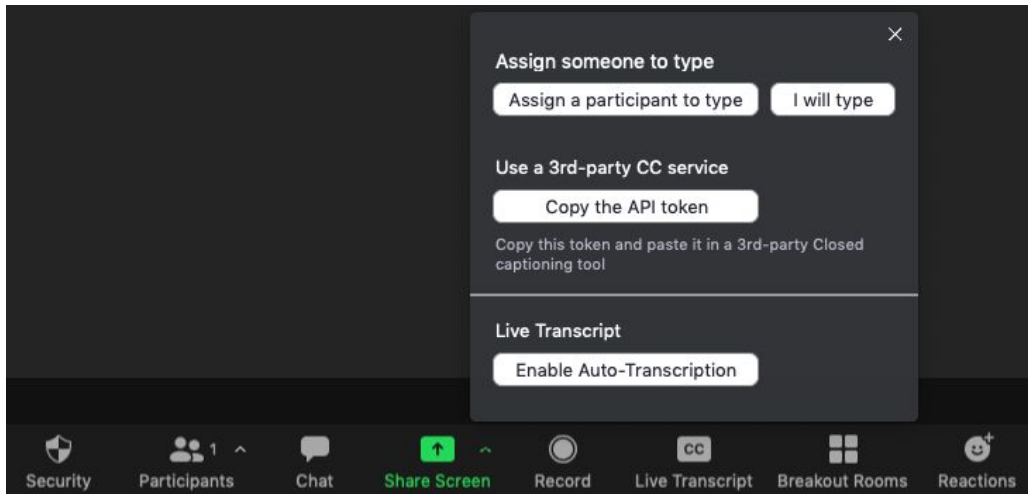 Assign someone to type
Assign a participant to type I will type
Use a 3rd-party CC service
Copy the API token
Copy this token and paste it in a 3rd-party Closed
captioning tool
Live Transcript
Enable Auto-Transcription
1
CC
Security Participants Chat Share Screen Record Live Transcript Breakout Rooms Reactions